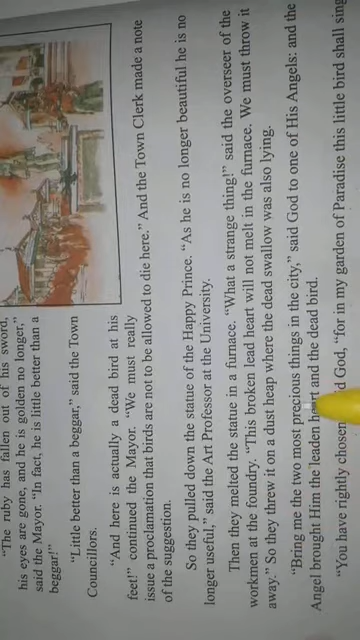 "The ruby has fallen out of his sword,
his eyes are gone, and he is golden no longer,"
said the Mayor. "In fact, he is little better than a
beggar!"
"Little better than a beggar," said the Town
Councillors.
"And here is actually a dead bird at his
feet!" continued the Mayor. "We must really
issue a proclamation that birds are not to be allowed to die here." And the Town Clerk made a note
of the suggestion.
So they pulled down the statue of the Happy Prince. "As he is no longer beautiful he is no
longer useful," said the Art Professor at the University.
Then they melted the statue in a furnace. "What a strange thing!" said the overseer of the
workmen at the foundry. "This broken lead heart will not melt in the furnace. We must throw it
away." So they threw it on a dust heap where the dead swallow was also lying.
"Bring me the two most precious things in the city," said God to one of His Angels: and the
Angel brought Him the leaden heart and the dead bird.
"You have rightly chosen God, "for in my garden of Paradise this little bird shall sing